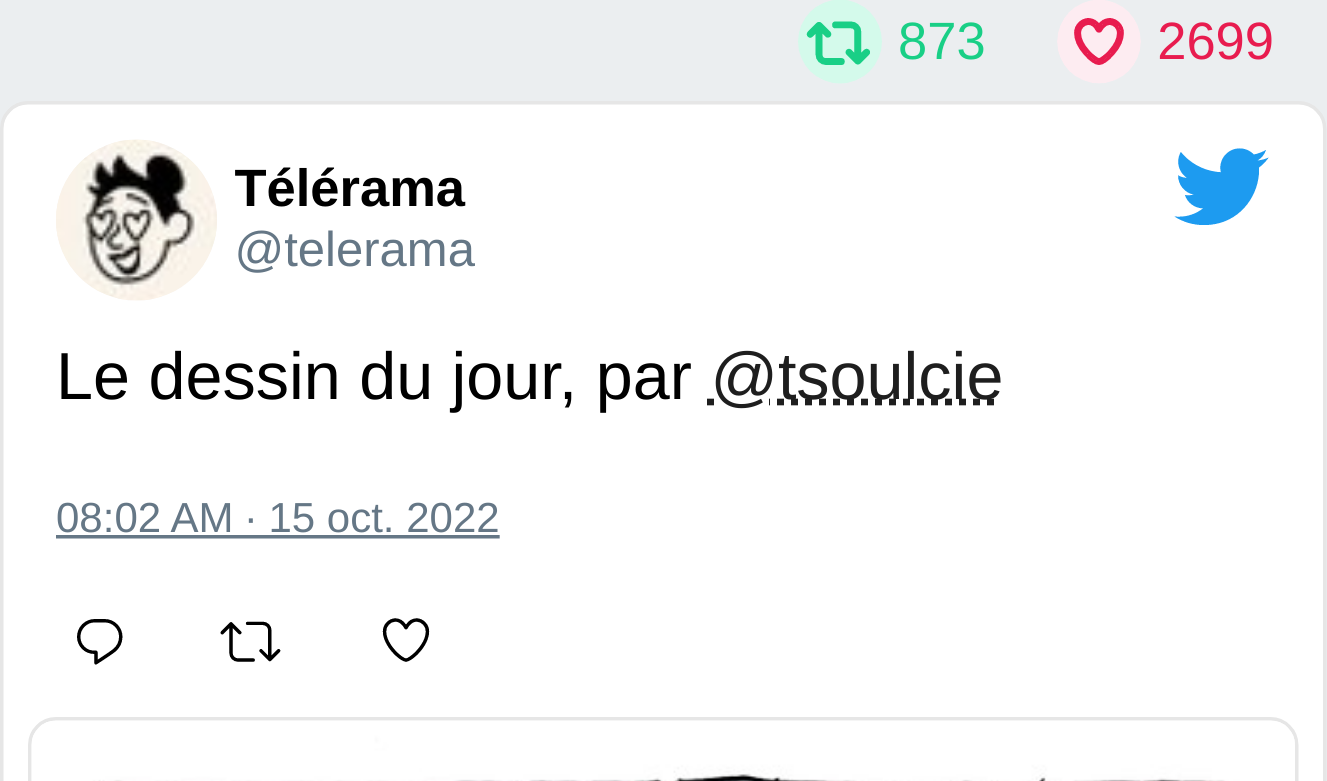 873 2699
Télérama
@telerama
Le dessin du jour, par @tsoulcie
08:02 AM · 15 oct. 2022